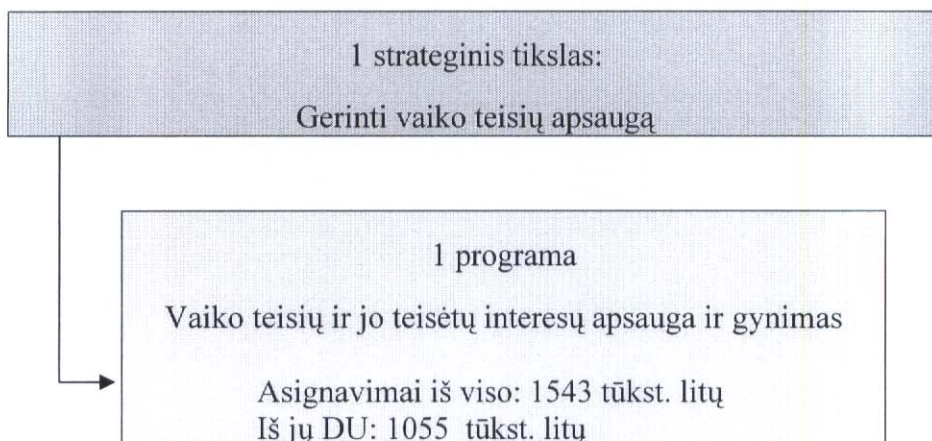 1 strateginis tikslas:
Gerinti vaiko teisių apsaugą
1 programa
Vaiko teisių ir jo teisėtų interesų apsauga ir gynimas
Asignavimai iš viso: 1543 tūkst. litų
Iš jų DU: 1055 tūkst. litų